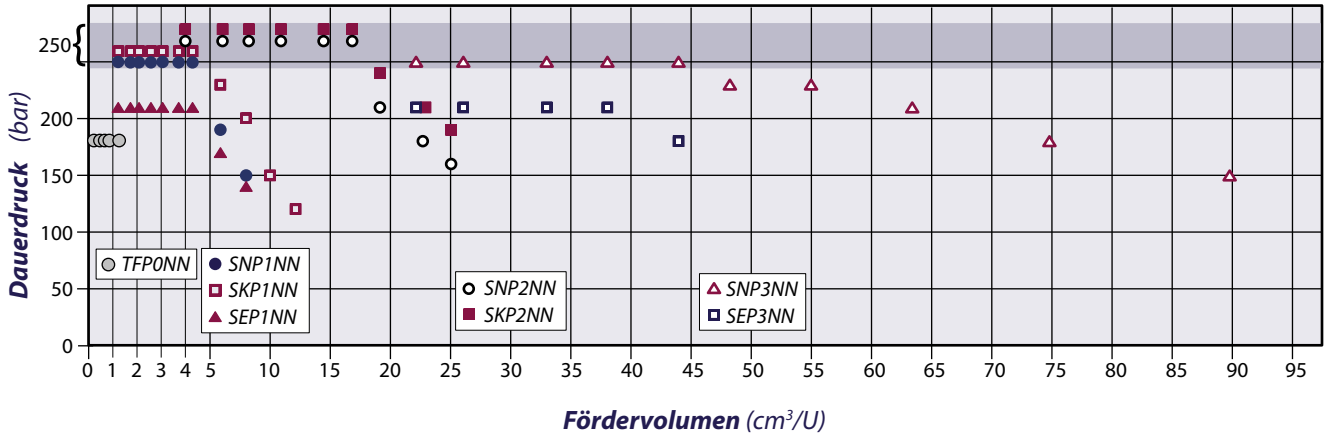 Dauerdruck (bar)
250
200
150
100
50
0
TFP0NN
SNP1NN
SKP1NN
SEP1NN
SNP2NN
SKP2NN
SNP3NN
SEP3NN
0 1 2 3 4 5 10 15 20 25 30 35 40 45 50 55 60 65 70 75 80 85 90 95
Fördervolumen (cm³/U)